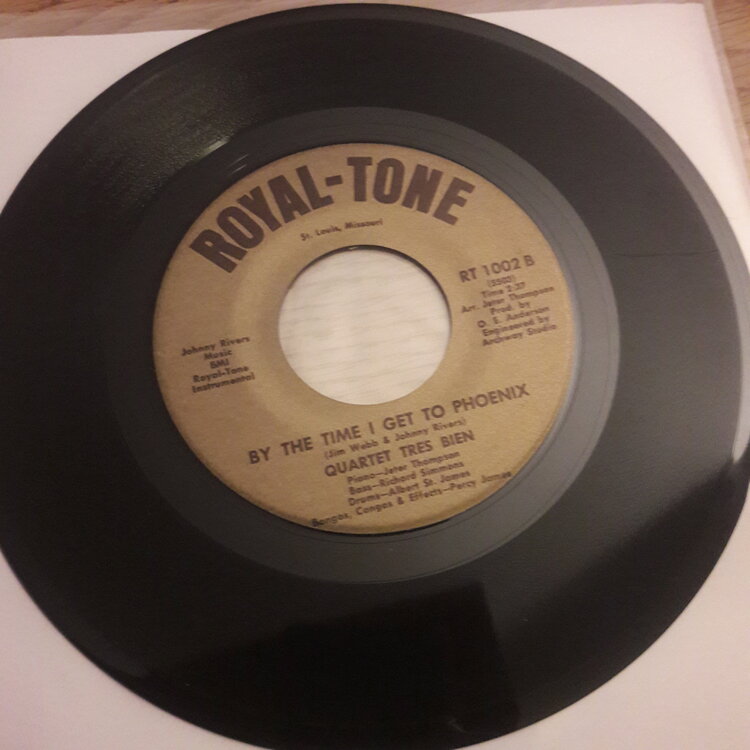 ROYAL-TONE
St. Louis, Missouri
RT 1002 B
(5503)
Time 2:37
Arr. Jeter Thompson
Prod. by
O. S. Anderson
Engineered by
Archway Studio
Johnny Rivers
Music
BMI
Royal-Tone
Instrumental
BY THE TIME I GET TO PHOENIX
(Jim Webb & Johnny Rivers)
QUARTET TRES BIEN
Piano—Jeter Thompson
Bass—Richard Simmons
Drums—Albert St. James
Bongos, Congas & Effects—Percy James